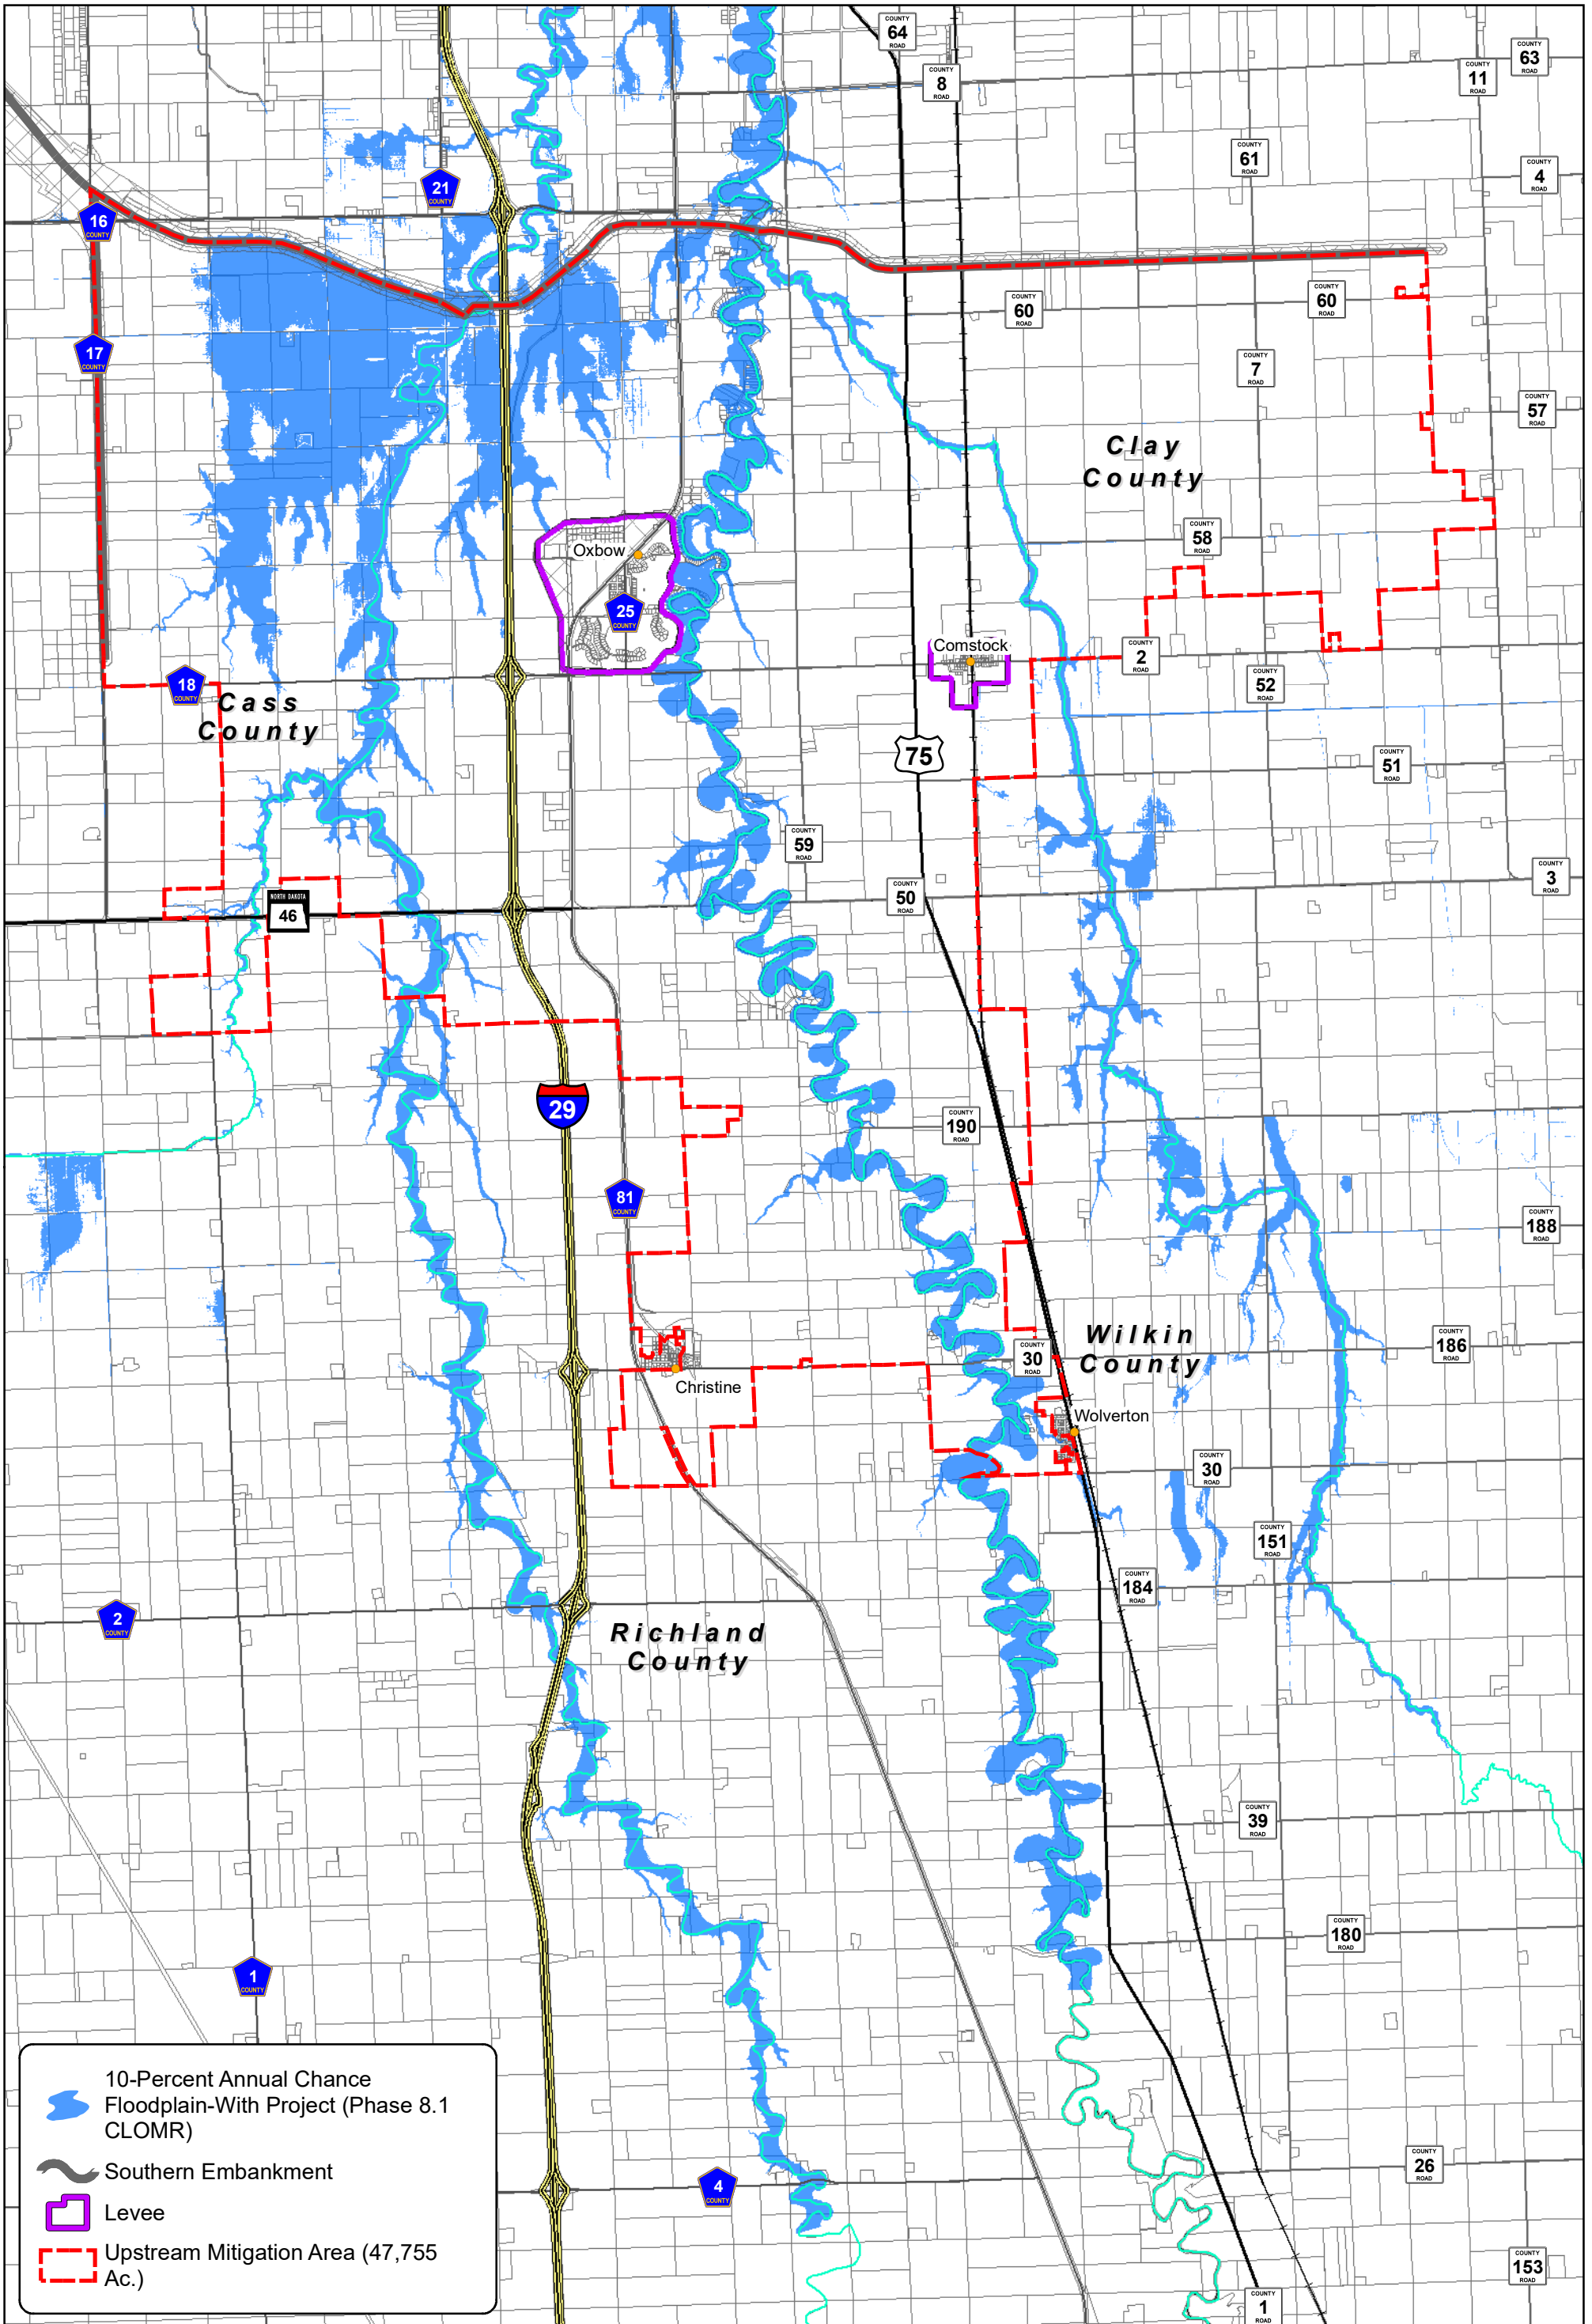 COUNTY
64
ROAD
COUNTY
8
ROAD
COUNTY
11
ROAD
COUNTY
63
ROAD
COUNTY
61
ROAD
COUNTY
4
ROAD
21
COUNTY
16
COUNTY
17
COUNTY
COUNTY
60
ROAD
COUNTY
60
ROAD
COUNTY
7
ROAD
COUNTY
57
ROAD
Clay
County
COUNTY
58
ROAD
Oxbow
25
COUNTY
Comstock
COUNTY
2
ROAD
COUNTY
52
ROAD
18
COUNTY
Cass
County
75
COUNTY
51
ROAD
COUNTY
59
ROAD
COUNTY
50
ROAD
COUNTY
3
ROAD
NORTH DAKOTA
46
29
COUNTY
190
ROAD
81
COUNTY
COUNTY
188
ROAD
Wilkin
County
COUNTY
30
ROAD
COUNTY
186
ROAD
Christine
Wolverton
COUNTY
30
ROAD
COUNTY
151
ROAD
COUNTY
184
ROAD
2
COUNTY
Richland
County
COUNTY
39
ROAD
COUNTY
180
ROAD
1
COUNTY
COUNTY
26
ROAD
4
COUNTY
COUNTY
153
ROAD
COUNTY
1
ROAD
10-Percent Annual Chance
Floodplain-With Project (Phase 8.1
CLOMR)
Southern Embankment
Levee
Upstream Mitigation Area (47,755
Ac.)